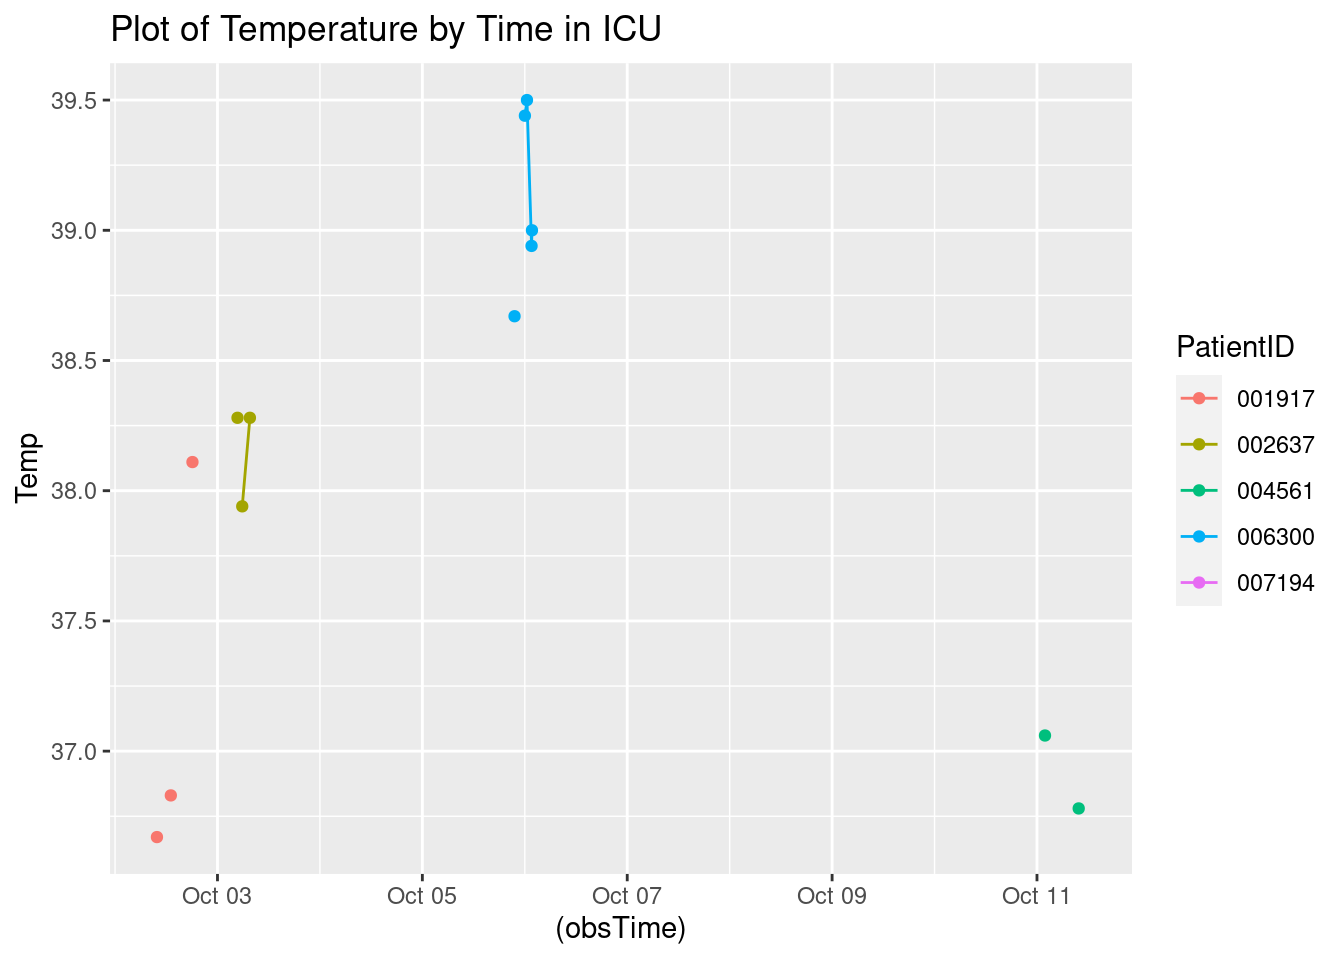 Plot of Temperature by Time in ICU
39.5
39.0
38.5
38.0
37.5
37.0
Temp
Oct 03 Oct 05 Oct 07 Oct 09 Oct 11
(obsTime)
PatientID
001917
002637
004561
006300
007194